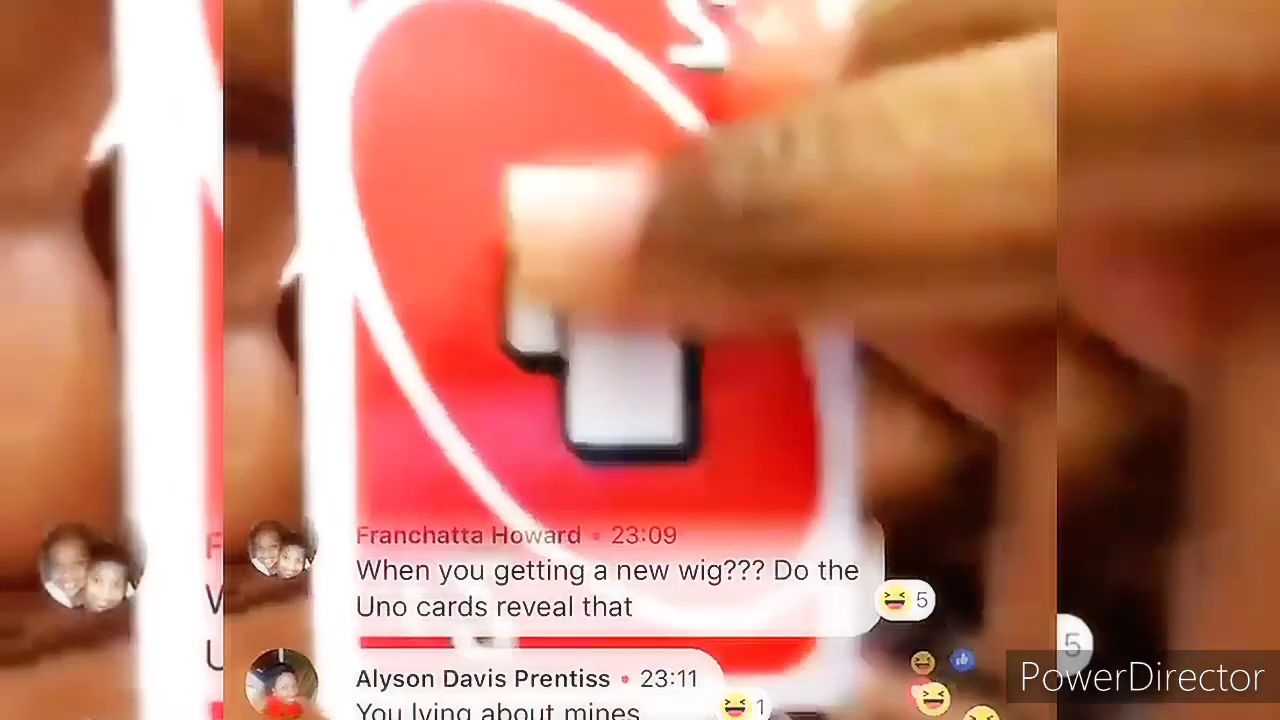 Franchatta Howard • 23:09
When you getting a new wig??? Do the
Uno cards reveal that
5
5
Alyson Davis Prentiss • 23:11
You lying about mines
1
PowerDirector